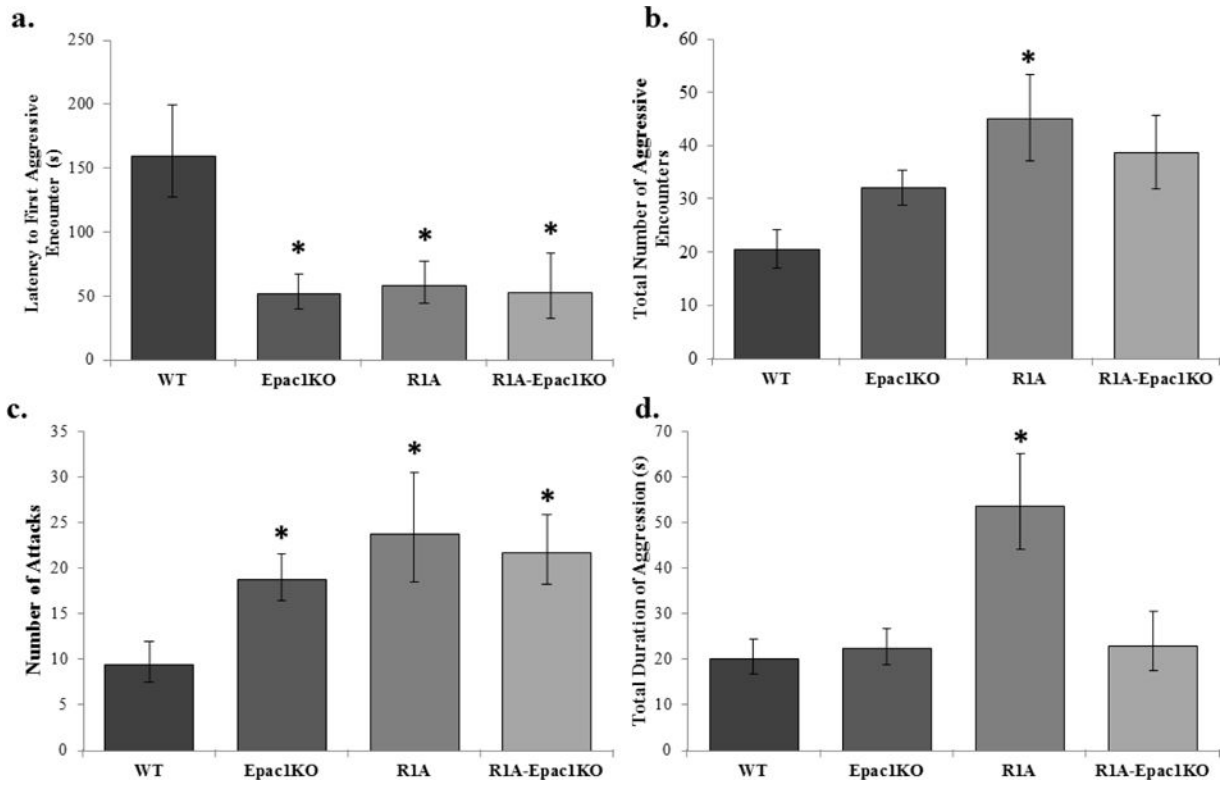 a.
Latency to First Aggressive
Encounter (s)
250
200
150
100
50
0
*
*
*
WT
Epac1KO
R1A
R1A-Epac1KO
b.
Total Number of Aggressive
Encounters
60
50
40
30
20
10
0
*
WT
Epac1KO
R1A
R1A-Epac1KO
c.
Number of Attacks
35
30
25
20
15
10
5
0
*
*
*
WT
Epac1KO
R1A
R1A-Epac1KO
d.
Total Duration of Aggression (s)
70
60
50
40
30
20
10
0
*
WT
Epac1KO
R1A
R1A-Epac1KO